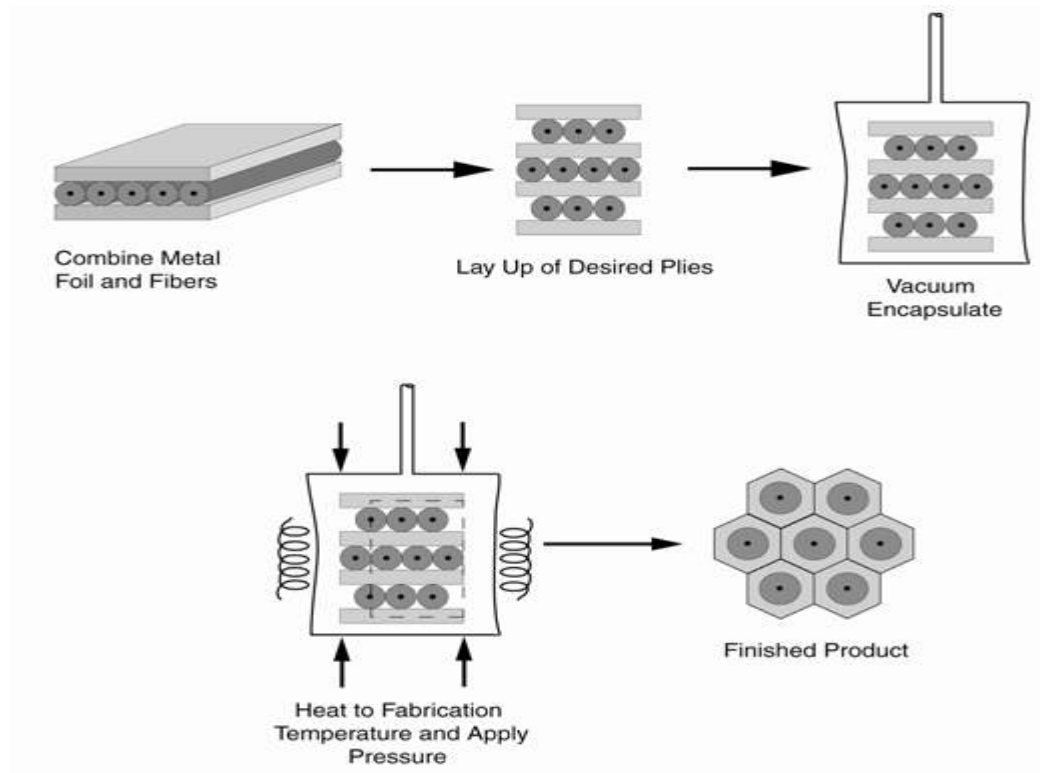 Combine Metal
Foil and Fibers
Lay Up of Desired Plies
Vacuum
Encapsulate
Heat to Fabrication
Temperature and Apply
Pressure
Finished Product